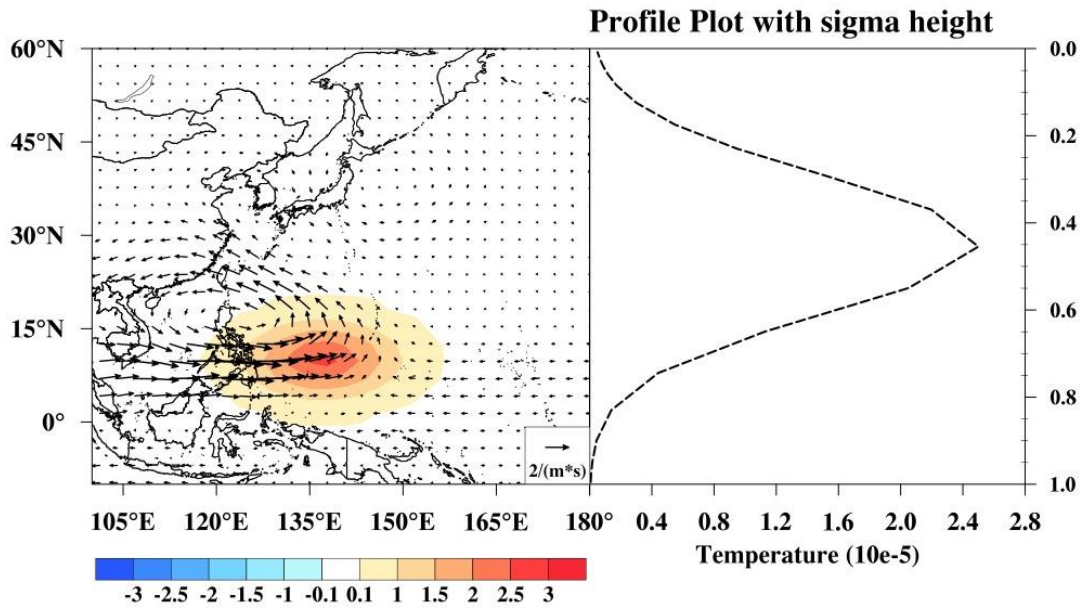 Profile Plot with sigma height
60°N
45°N
30°N
15°N
0°
2/(m*s)
105°E 120°E 135°E 150°E 165°E 180°
-3 -2.5 -2 -1.5 -1 -0.1 0.1 1 1.5 2 2.5 3
0.0
0.2
0.4
0.6
0.8
1.0
0.4 0.8 1.2 1.6 2.0 2.4 2.8
Temperature (10e-5)